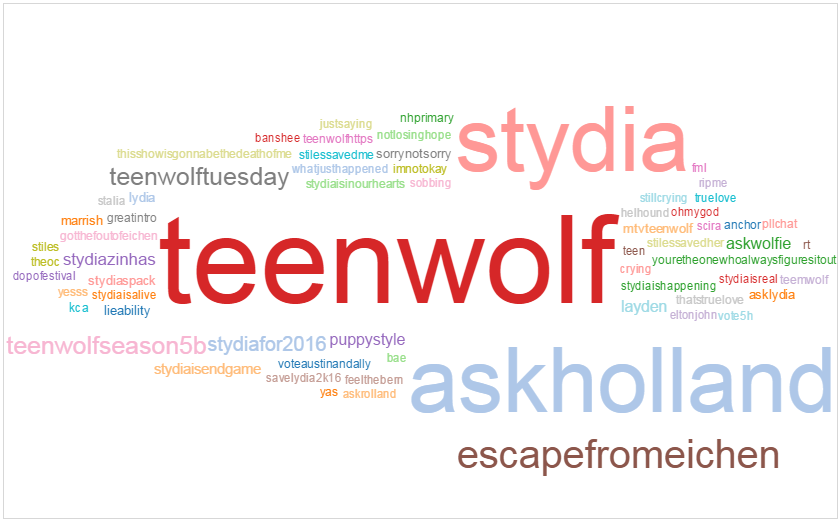 nhprimary
justsaying
stydia
banshee teenwolfhttps notlosinghope
thisshowisgonnabethedeathofme stilessavedme sorrynotsorry
teenwolftuesday whatjusthappened imnotokay fml
stydiaisinourhearts sobbing ripme
stalia lydia stillcrying truelove
marrish greatintro helhound ohmygod
teenwolf
mtvteenwolf scira anchor pllchat
gotthefoutofeichen
stiles teen stilessavedher askwolfie rt
theoc stydiazinhas youretheonewhoalwaysfiguresitout
dopofestival stydiaspack crying stydiaisreal teemwolf
yesss stydiaisalive stydiaishappening asklydia
kca lieability layden thatstruelove
eltonjohn vote5h
teenwolfseason5b stydiafor2016 puppystyle
voteaustinandally bae
stydiaisendgame askholland
savelydia2k16 feelthebern
yas askrolland
escapefromeichen